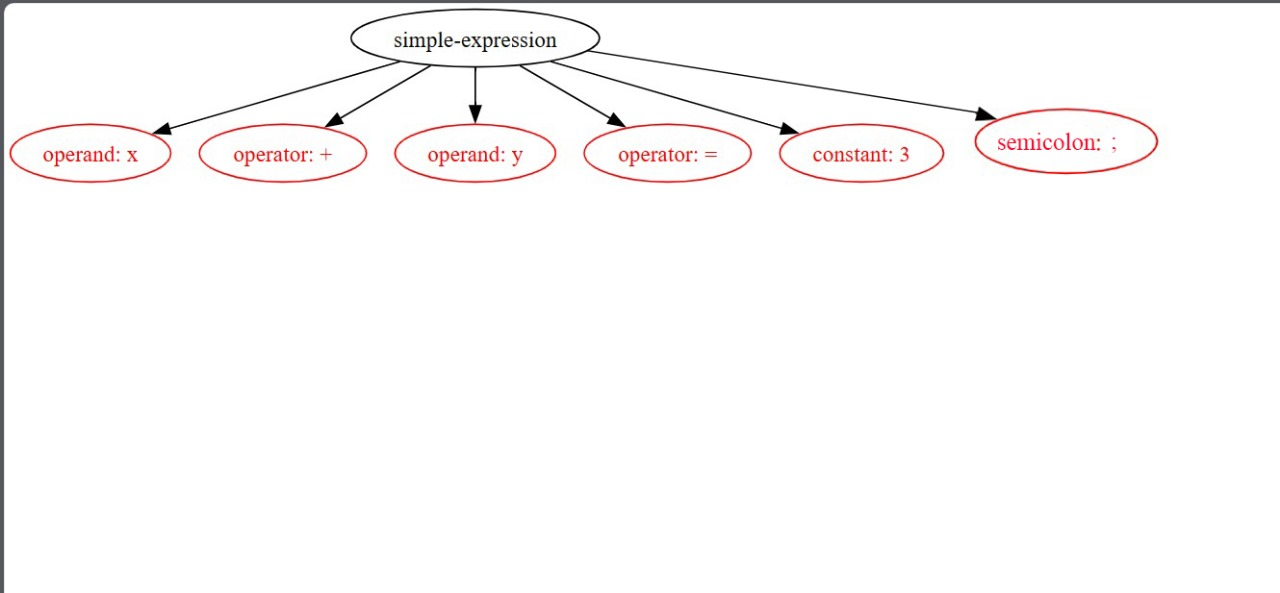 simple-expression
operand: x
operator: +
operand: y
operator: =
constant: 3
semicolon: ;